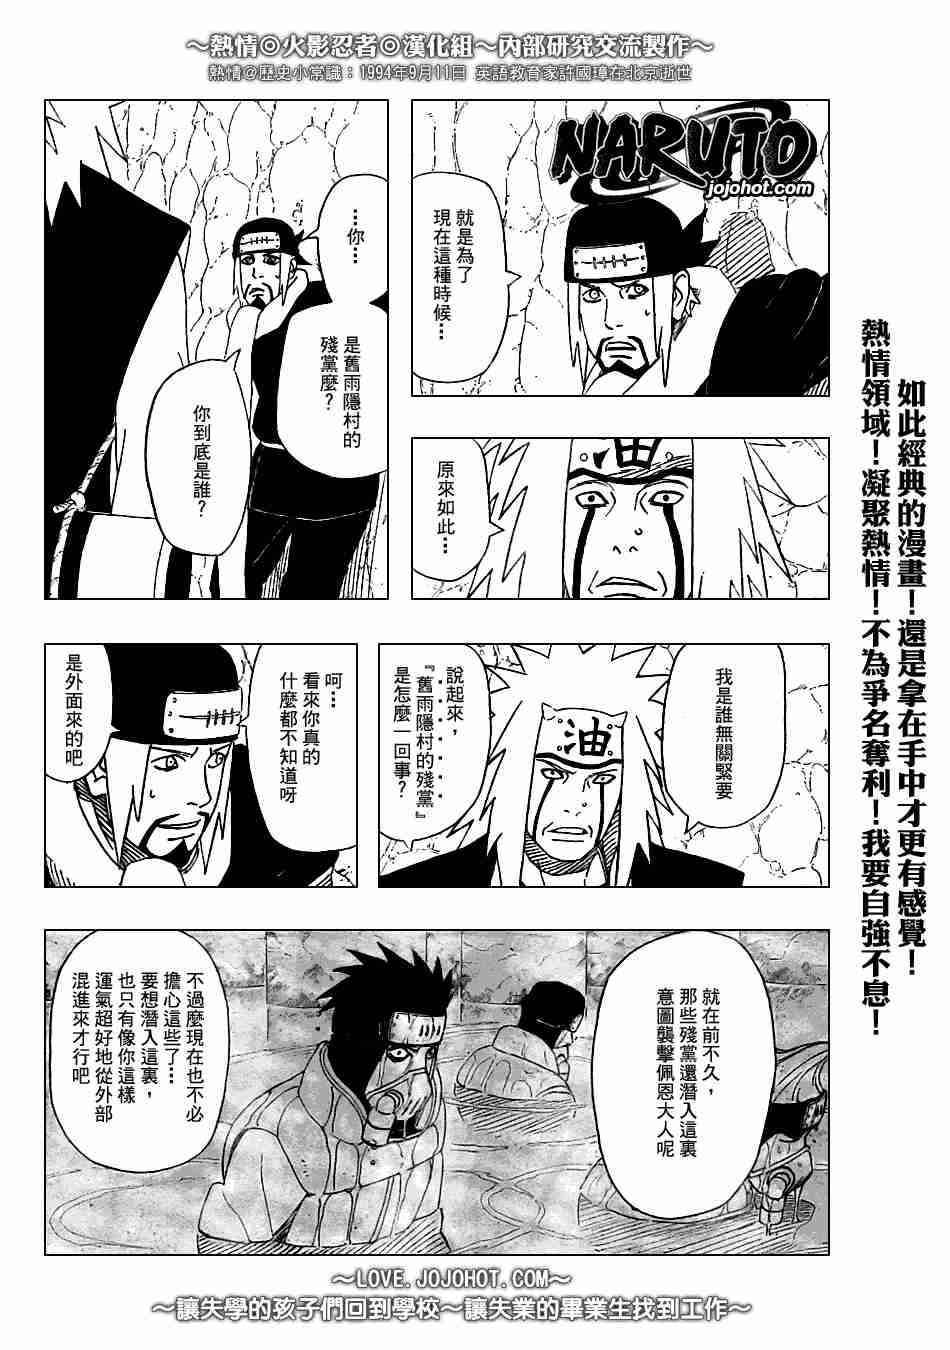 ～熱情◎火影忍者◎漢化組～內部研究交流製作～
熱情@歷史小常識：1994年9月11日 英語教育家許國璋在北京逝世
NARUTO
jojohot.com
就是為了
現在這種時候…
…你…
是舊雨隱村的
殘黨麼？
你到底是誰？
油
原來如此…
我是誰無關緊要
油
說起來，
『舊雨隱村的殘黨』
是怎麼一回事？
呵…
看來你真的
什麼都不知道呀
是外面來的吧
就在前不久，
那些殘黨還潛入這裏
意圖襲擊佩恩大人呢
不過麼現在也不必
擔心這些了…
要想潛入這裏，
也只有像你這樣
運氣超好地從外部
混進來才行吧
如此經典的漫畫！還是拿在手中才更有感覺！
熱情領域！凝聚熱情！不為爭名奪利！我要自強不息！
～LOVE.JOJOHOT.COM～
～讓失學的孩子們回到學校～讓失業的畢業生找到工作～